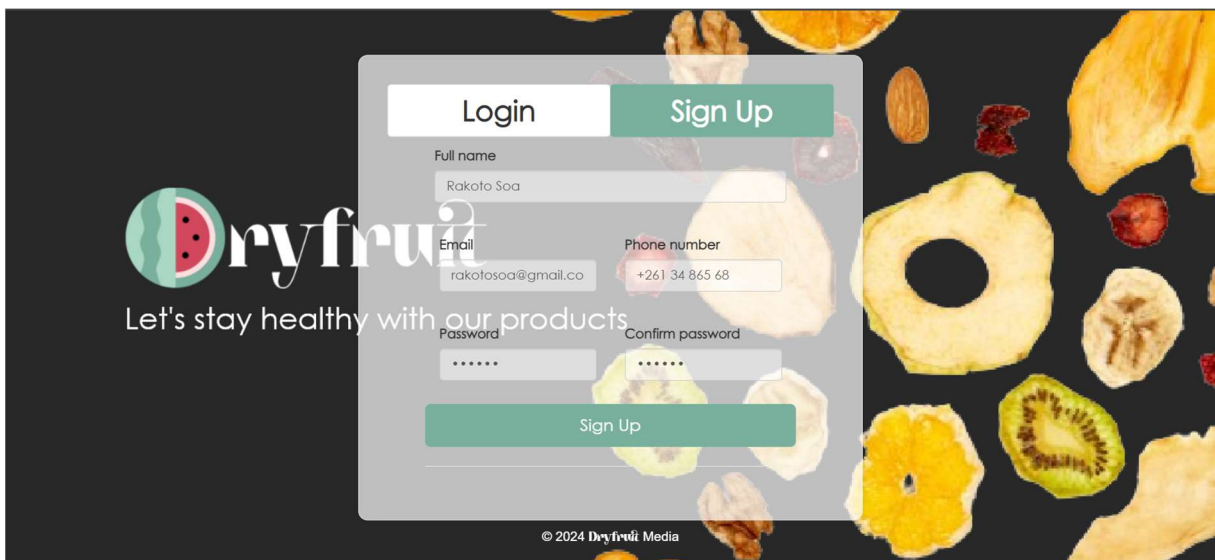 Login Sign Up
Full name
Rakoto Soa
Dryfruit
Email Phone number
rakotosoa@gmail.co +261 34 865 68
Let's stay healthy with our products
Password Confirm password
•••••• ••••••
Sign Up
© 2024 Dryfruit Media